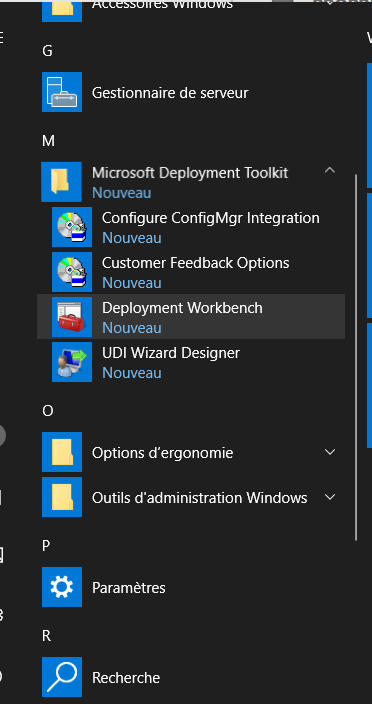 Accessoires Windows
G
Gestionnaire de serveur
M
Microsoft Deployment Toolkit
Nouveau
Configure ConfigMgr Integration
Nouveau
Customer Feedback Options
Nouveau
Deployment Workbench
Nouveau
UDI Wizard Designer
Nouveau
O
Options d’ergonomie
Outils d'administration Windows
P
Paramètres
R
Recherche